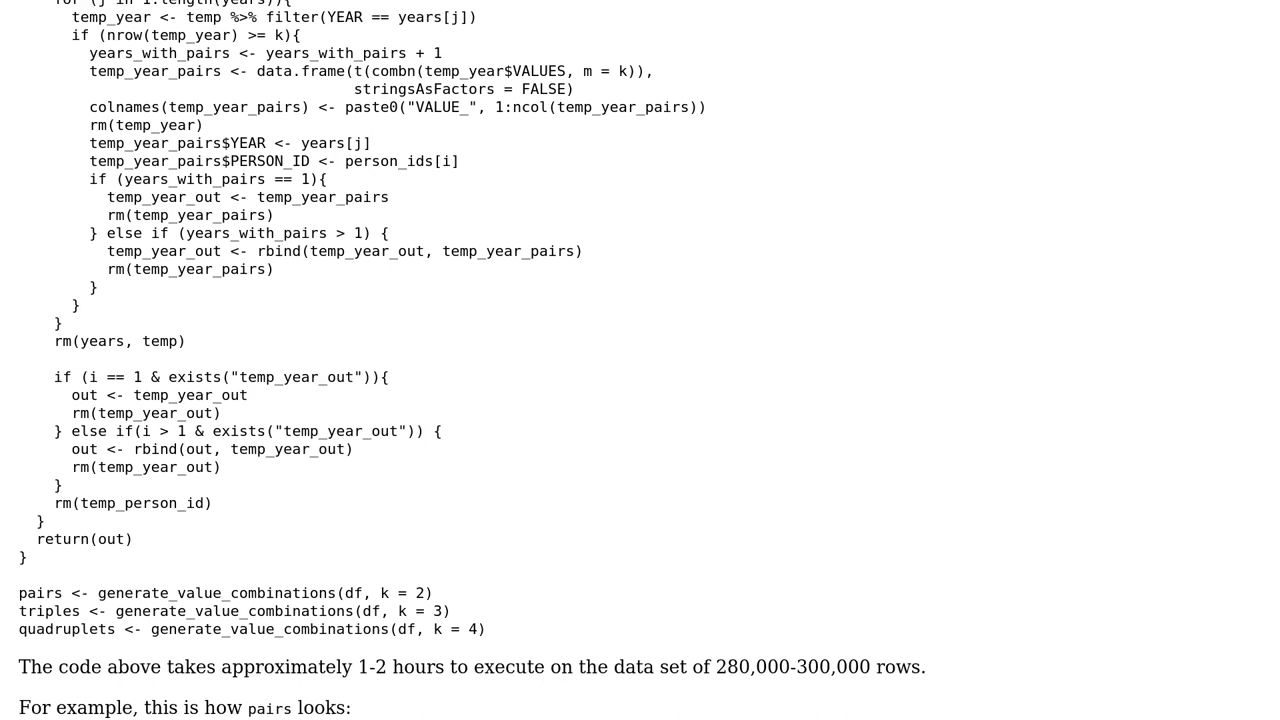 for (j in 1:length(years)){
temp_year <- temp %>% filter(YEAR == years[j])
if (nrow(temp_year) >= k){
years_with_pairs <- years_with_pairs + 1
temp_year_pairs <- data.frame(t(combn(temp_year$VALUES, m = k)),
stringsAsFactors = FALSE)
colnames(temp_year_pairs) <- paste0("VALUE_", 1:ncol(temp_year_pairs))
rm(temp_year)
temp_year_pairs$YEAR <- years[j]
temp_year_pairs$PERSON_ID <- person_ids[i]
if (years_with_pairs == 1){
temp_year_out <- temp_year_pairs
rm(temp_year_pairs)
} else if (years_with_pairs > 1) {
temp_year_out <- rbind(temp_year_out, temp_year_pairs)
rm(temp_year_pairs)
}
}
}
rm(years, temp)
if (i == 1 & exists("temp_year_out")){
out <- temp_year_out
rm(temp_year_out)
} else if(i > 1 & exists("temp_year_out")) {
out <- rbind(out, temp_year_out)
rm(temp_year_out)
}
rm(temp_person_id)
}
return(out)
}
pairs <- generate_value_combinations(df, k = 2)
triples <- generate_value_combinations(df, k = 3)
quadruplets <- generate_value_combinations(df, k = 4)
The code above takes approximately 1-2 hours to execute on the data set of 280,000-300,000 rows.
For example, this is how pairs looks: